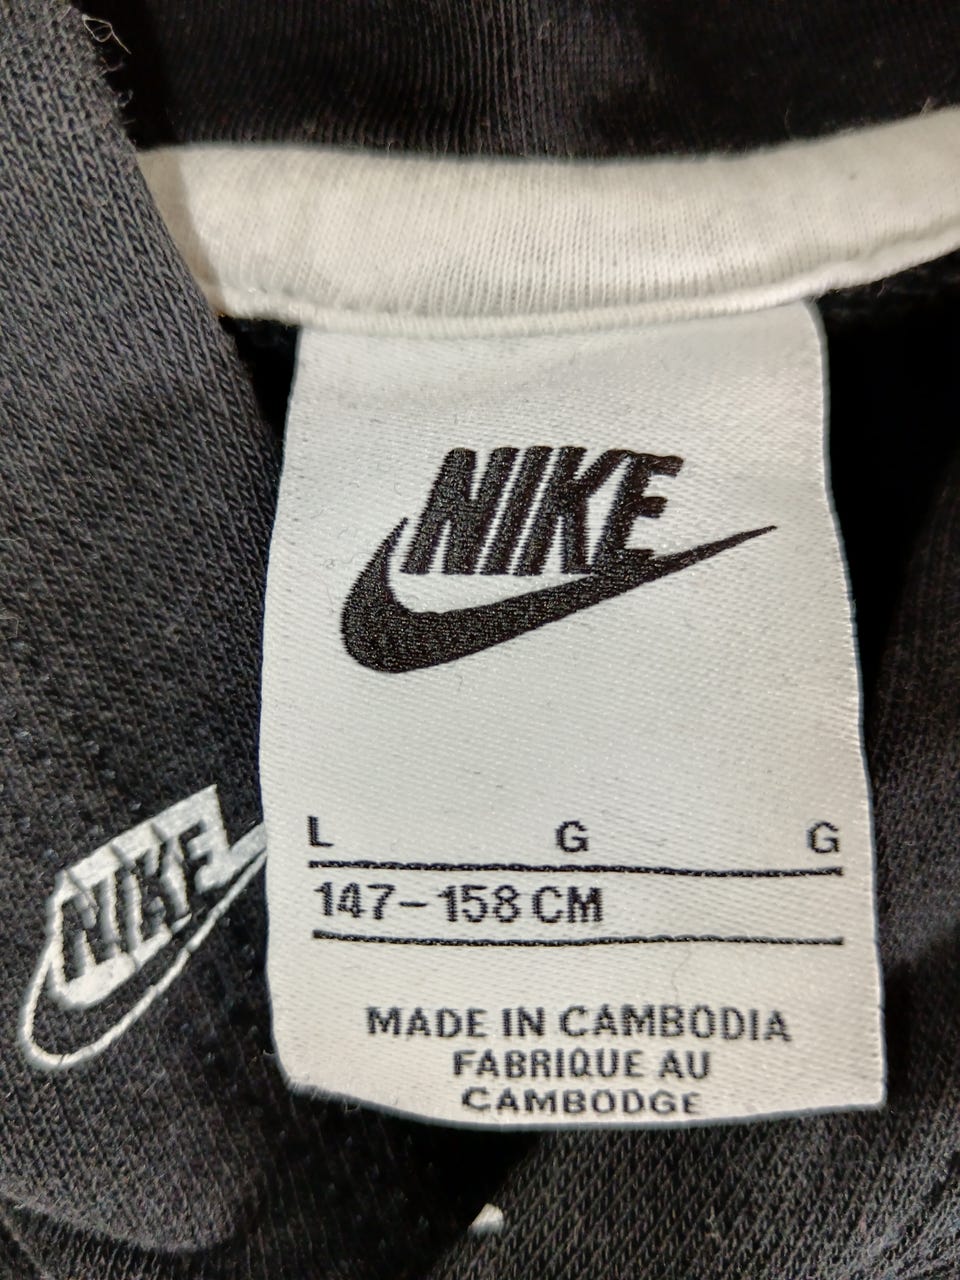 NIKE
L G G
147-158 CM
MADE IN CAMBODIA
FABRIQUE AU
CAMBODGE
NIKE